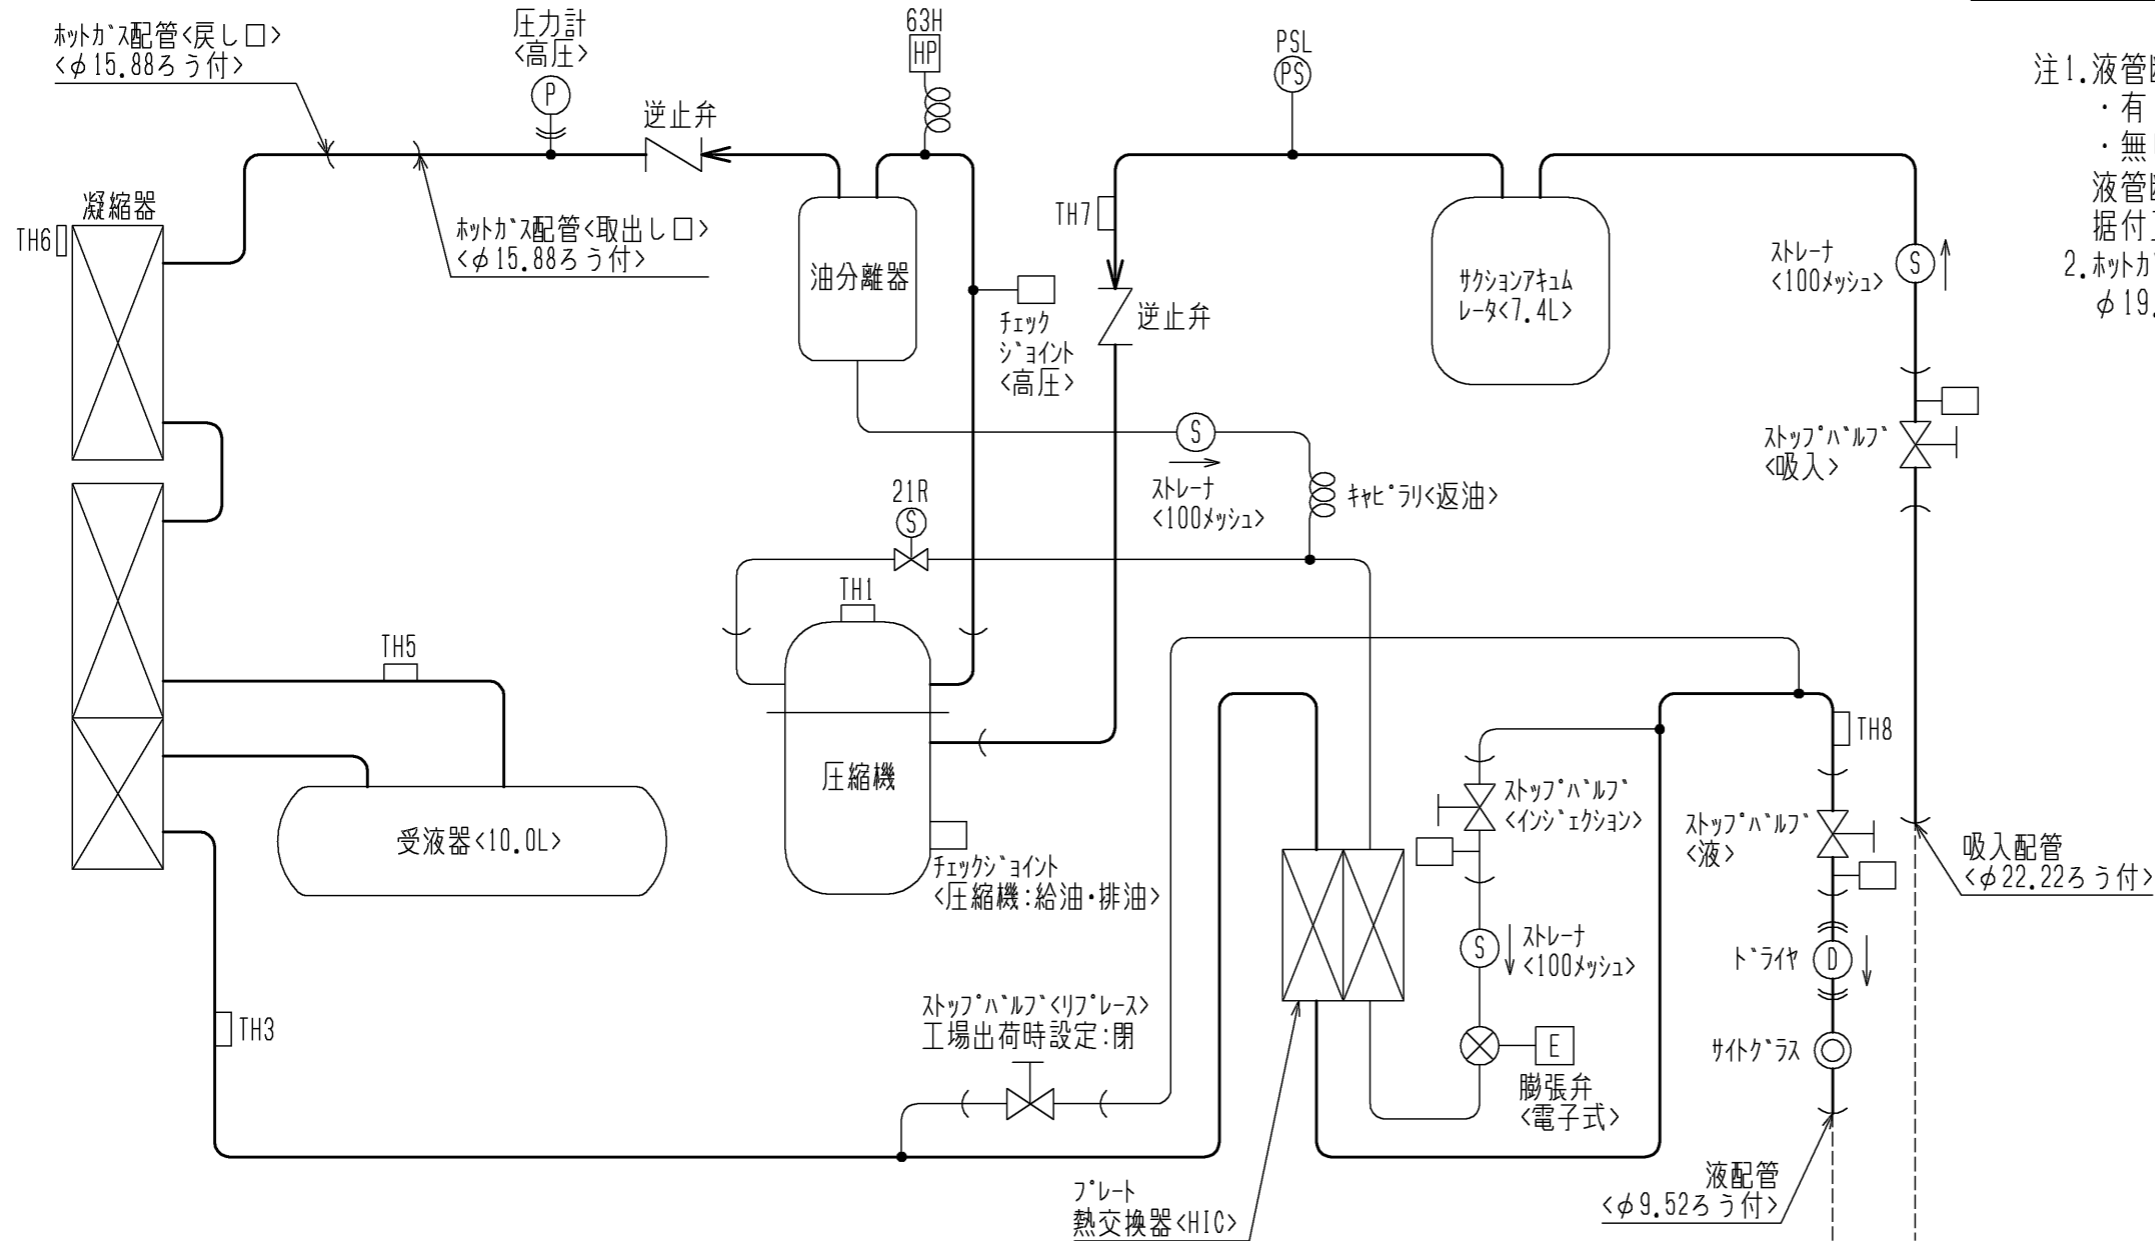 ホットガス配管<戻し口>
<φ15.88ろう付>
圧力計
<高圧>
P
63H
HP
逆止弁
PSL
PS
注1.液管
・有
・無
液管
据付
2.ホットガ
φ19.
凝縮器
TH6
ホットガス配管<取出し口>
<φ15.88ろう付>
油分離器
TH7
サクションアキュム
レータ<7.4L>
ストレーナ
<100メッシュ>
S
チェック
ジョイント
<高圧>
逆止弁
ストップバルブ
<吸入>
S
ストレーナ
<100メッシュ>
キャピラリ<返油>
21R
S
TH1
TH5
圧縮機
受液器<10.0L>
チェックジョイント
<圧縮機:給油・排油>
TH8
ストップバルブ
<インジェクション>
ストップバルブ
<液>
吸入配管
<φ22.22ろう付>
S
ストレーナ
<100メッシュ>
ドライヤ
D
TH3
ストップバルブ<リプレース>
工場出荷時設定:閉
E
膨張弁
<電子式>
サイトグラス
プレート
熱交換器<HIC>
液配管
<φ9.52ろう付>